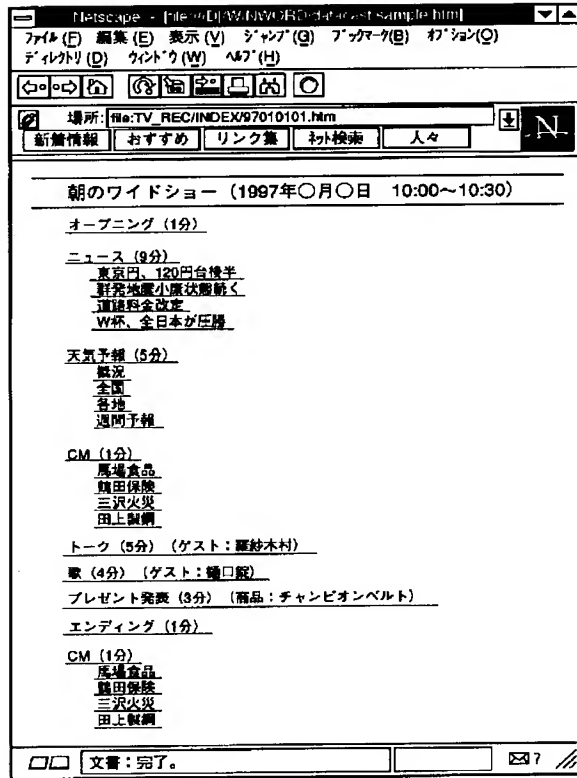 Netscape - [file:///D|/WINWORD/datacast/sample.htm]
ファイル(F) 編集(E) 表示(V) ジャンプ(G) ブックマーク(B) オプション(O)
ディレクトリ(D) ウィンドウ(W) ヘルプ(H)
場所: file:TV_REC/INDEX/97010101.htm
N
新着情報 おすすめ リンク集 ネット検索 人々
朝のワイドショー（1997年〇月〇日 10:00〜10:30）
オープニング（1分）
ニュース（9分）
東京円、120円台後半
群発地震小康状態続く
道路料金改定
W杯、全日本が圧勝
天気予報（5分）
概況
全国
各地
週間予報
CM（1分）
馬場食品
鶴田保険
三沢火災
田上製鋼
トーク（5分）（ゲスト：羅紗木村）
歌（4分）（ゲスト：樋口錠）
プレゼント発表（3分）（商品：チャンピオンベルト）
エンディング（1分）
CM（1分）
馬場食品
鶴田保険
三沢火災
田上製鋼
文書：完了。
?